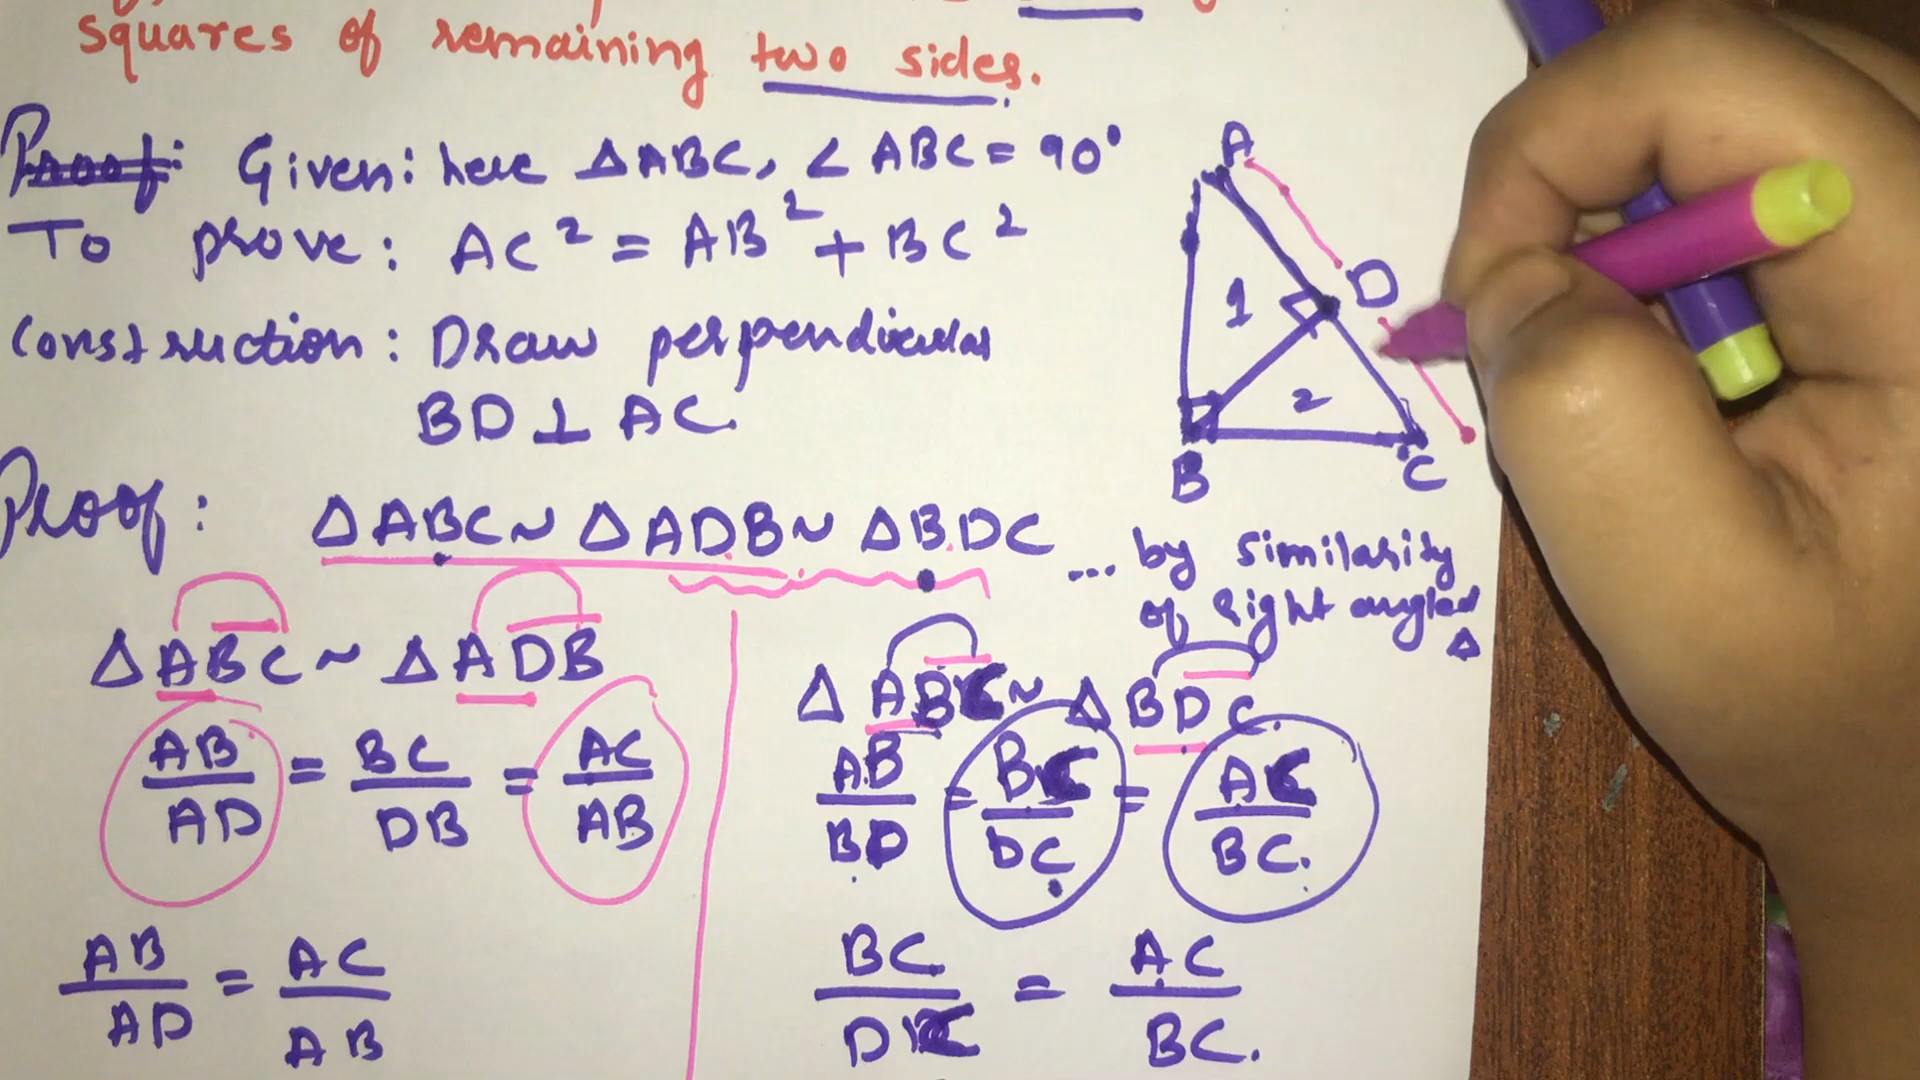 squares of remaining two sides.
Proof: Given: here ΔABC, ∠ABC = 90°
To prove: AC² = AB² + BC²
Construction: Draw perpendicular
BD ⊥ AC.
A
D
1
2
B
C
Proof: ΔABC ~ ΔADB ~ ΔBDC ... by similarity
of right angled
Δ
ΔABC ~ ΔADB
AB/AD = BC/DB = AC/AB
AB/AD = AC/AB
ΔABC ~ ΔBDC.
AB/BD = BC/DC = AC/BC.
BC/DC = AC/BC.